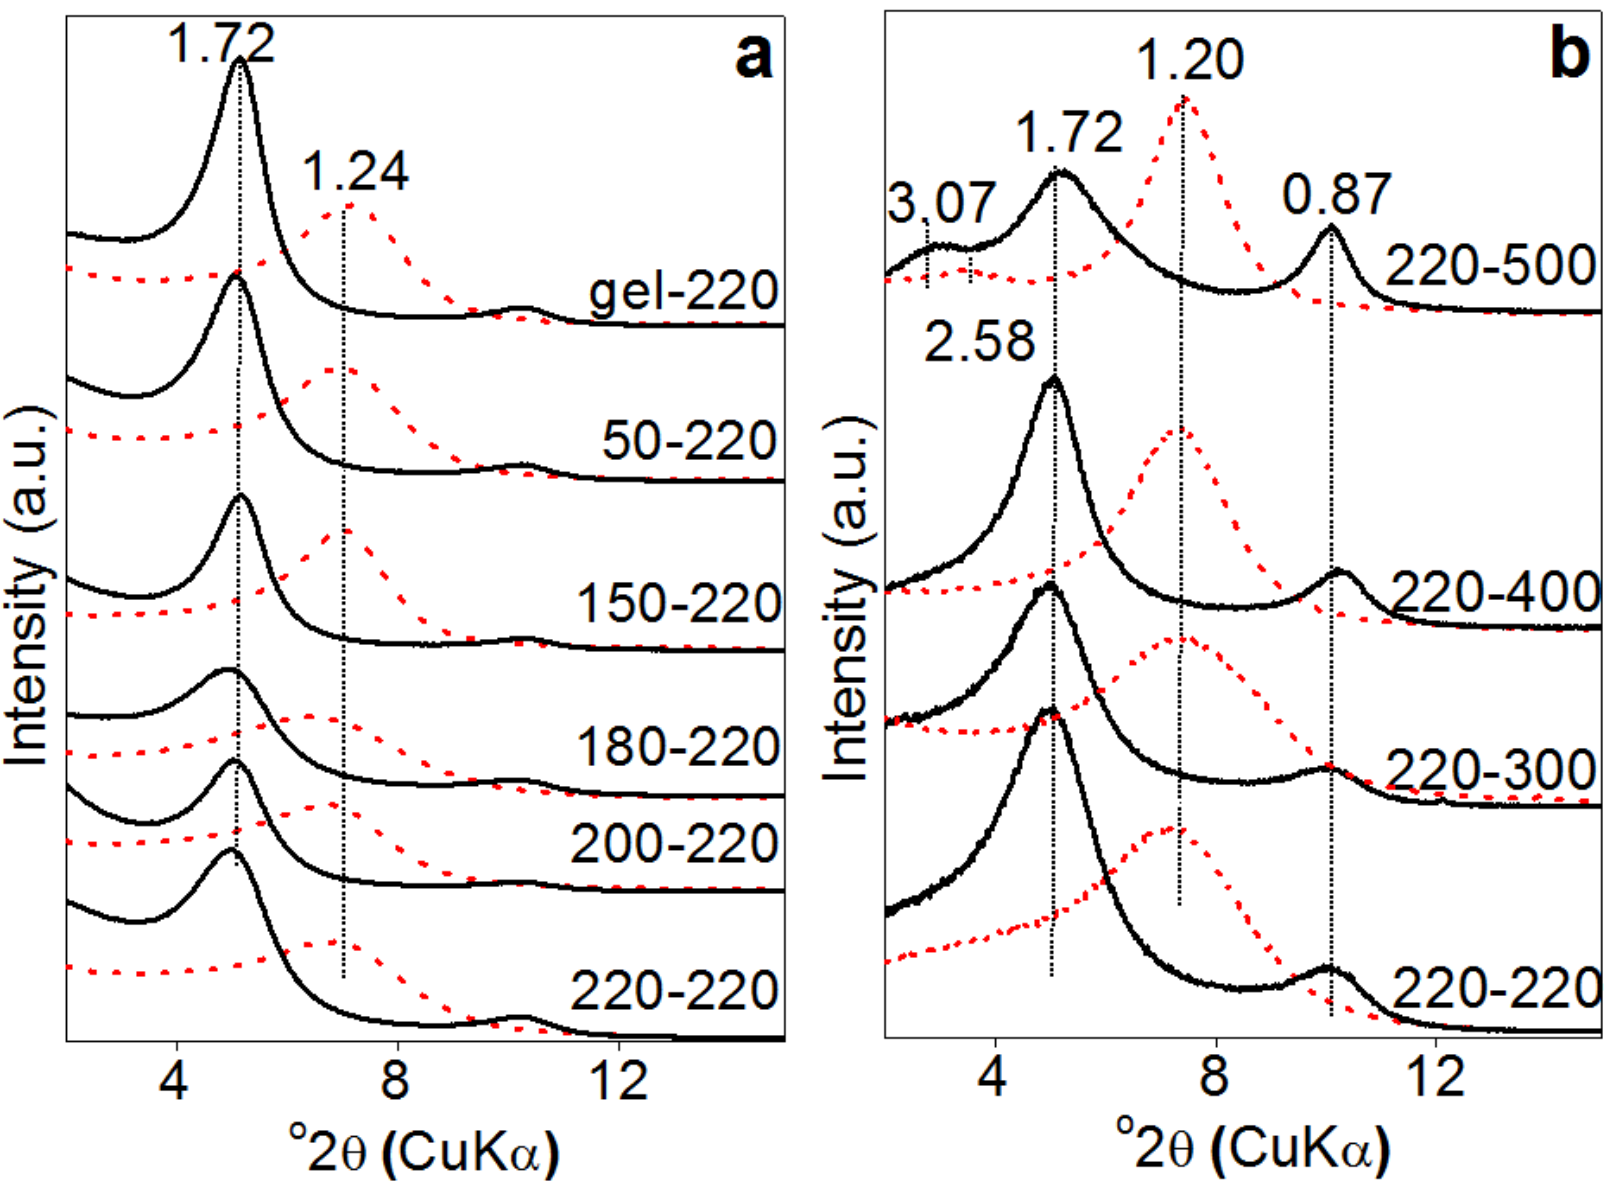 a
1.72
1.24
gel-220
50-220
150-220
180-220
200-220
220-220
Intensity (a.u.)
4 8 12
°2θ (CuKα)
b
1.20
1.72
3.07
0.87
220-500
2.58
220-400
220-300
220-220
Intensity (a.u.)
4 8 12
°2θ (CuKα)